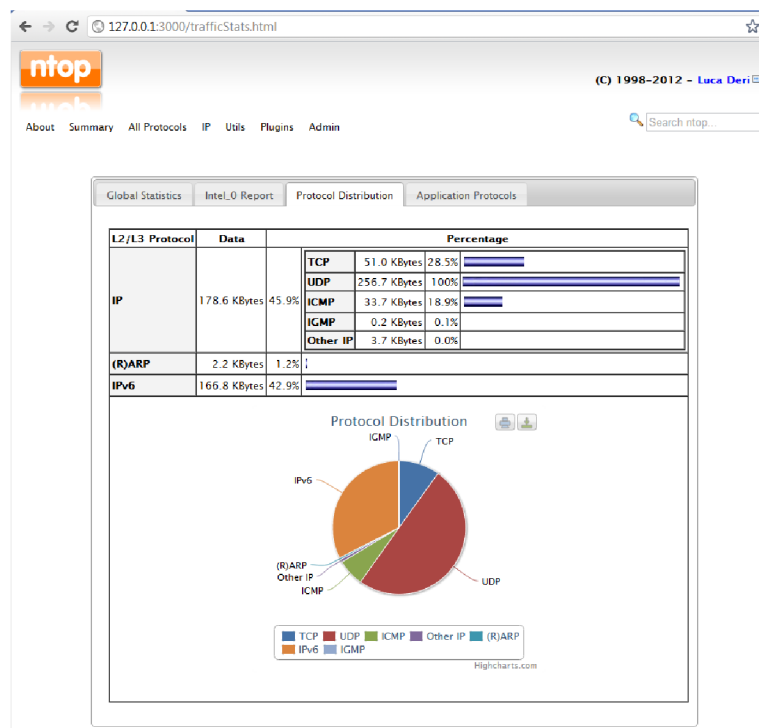 127.0.0.1:3000/trafficStats.html
ntop
(C) 1998-2012 - Luca Deri
About Summary All Protocols IP Utils Plugins Admin
Search ntop...
Global Statistics Intel_0 Report Protocol Distribution Application Protocols
L2/L3 Protocol Data Percentage
IP 178.6 KBytes 45.9%
TCP 51.0 KBytes 28.5%
UDP 256.7 KBytes 100%
ICMP 33.7 KBytes 18.9%
IGMP 0.2 KBytes 0.1%
Other IP 3.7 KBytes 0.0%
(R)ARP 2.2 KBytes 1.2%
IPv6 166.8 KBytes 42.9%
Protocol Distribution
IGMP
TCP
IPv6
(R)ARP
Other IP
UDP
ICMP
TCP UDP ICMP Other IP (R)ARP
IPv6 IGMP
Highcharts.com